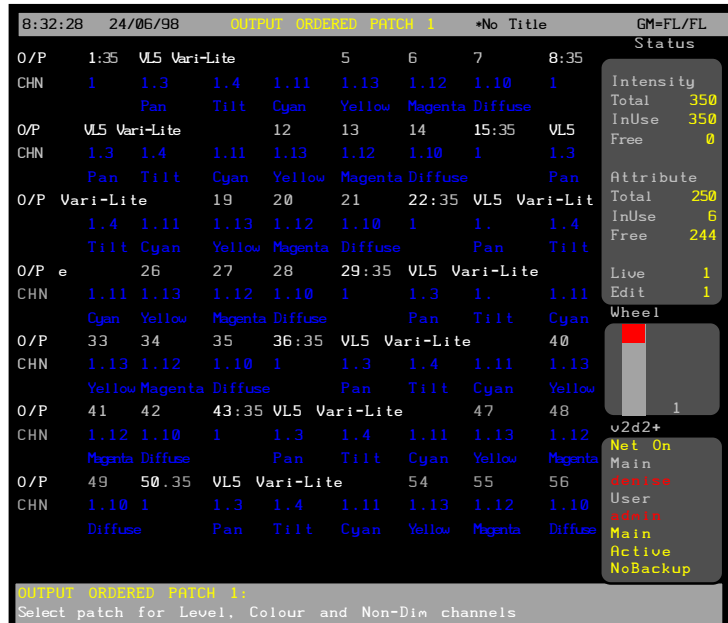 8:32:28 24/06/98 OUTPUT ORDERED PATCH 1 *No Title GM=FL/FL
O/P 1:35 VL5 Vari-Lite 5 6 7 8:35
CHN 1 1.3 1.4 1.11 1.13 1.12 1.10 1
Pan Tilt Cyan Yellow Magenta Diffuse
O/P VL5 Vari-Lite 12 13 14 15:35 VL5
CHN 1.3 1.4 1.11 1.13 1.12 1.10 1 1.3
Pan Tilt Cyan Yellow Magenta Diffuse Pan
O/P Vari-Lite 19 20 21 22:35 VL5 Vari-Lit
1.4 1.11 1.13 1.12 1.10 1 1. 1.4
Tilt Cyan Yellow Magenta Diffuse Pan Tilt
O/P e 26 27 28 29:35 VL5 Vari-Lite
CHN 1.11 1.13 1.12 1.10 1 1.3 1. 1.11
Cyan Yellow Magenta Diffuse Pan Tilt Cyan
O/P 33 34 35 36:35 VL5 Vari-Lite 40
CHN 1.13 1.12 1.10 1 1.3 1.4 1.11 1.13
Yellow Magenta Diffuse Pan Tilt Cyan Yellow
O/P 41 42 43:35 VL5 Vari-Lite 47 48
CHN 1.12 1.10 1 1.3 1.4 1.11 1.13 1.12
Magenta Diffuse Pan Tilt Cyan Yellow Magenta
O/P 49 50.35 VL5 Vari-Lite 54 55 56
CHN 1.10 1 1.3 1.4 1.11 1.13 1.12 1.10
Diffuse Pan Tilt Cyan Yellow Magenta Diffuse
Status
Intensity
Total 350
InUse 350
Free 0
Attribute
Total 250
InUse 6
Free 244
Live 1
Edit 1
Wheel
1
v2d2+
Net On
Main
User
admin
Main
Active
NoBackup
OUTPUT ORDERED PATCH 1:
Select patch for Level, Colour and Non-Dim channels